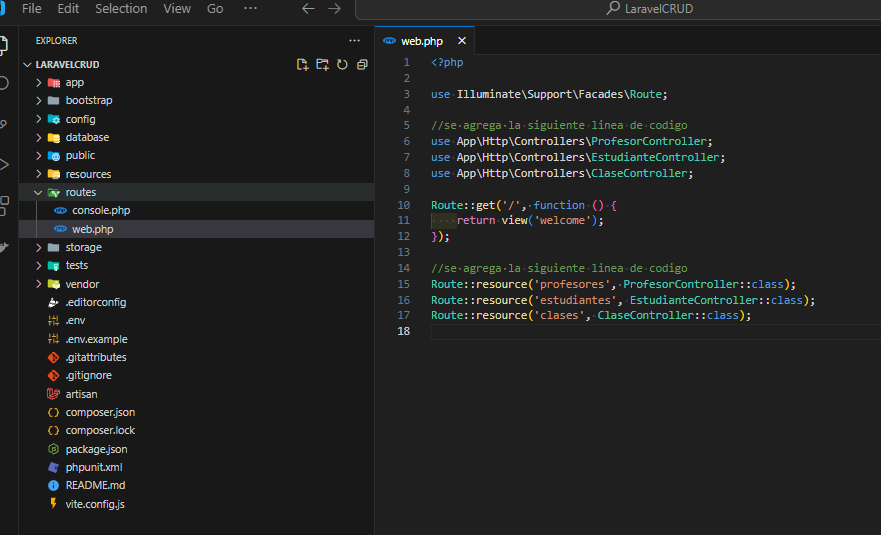 File Edit Selection View Go ··· LaravelCRUD
EXPLORER ···
LARAVELCRUD
app
bootstrap
config
database
public
resources
routes
console.php
web.php
storage
tests
vendor
.editorconfig
.env
.env.example
.gitattributes
.gitignore
artisan
composer.json
composer.lock
package.json
phpunit.xml
README.md
vite.config.js
web.php
1 <?php
2
3 use Illuminate\Support\Facades\Route;
4
5 //se agrega la siguiente linea de codigo
6 use App\Http\Controllers\ProfesorController;
7 use App\Http\Controllers\EstudianteController;
8 use App\Http\Controllers\ClaseController;
9
10 Route::get('/', function () {
11     return view('welcome');
12 });
13
14 //se agrega la siguiente linea de codigo
15 Route::resource('profesores', ProfesorController::class);
16 Route::resource('estudiantes', EstudianteController::class);
17 Route::resource('clases', ClaseController::class);
18